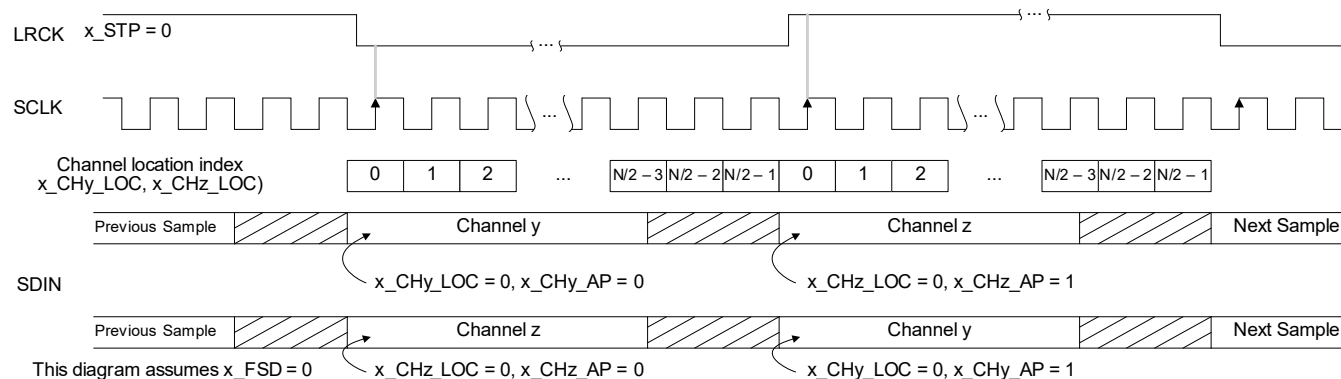 LRCK x_STP = 0 ... ...
SCLK ... ...
Channel location index
x_CHy_LOC, x_CHz_LOC)
0 1 2 ... N/2 – 3 N/2 – 2 N/2 – 1 0 1 2 ... N/2 – 3 N/2 – 2 N/2 – 1
Previous Sample Channel y Channel z Next Sample
x_CHy_LOC = 0, x_CHy_AP = 0 x_CHz_LOC = 0, x_CHz_AP = 1
SDIN
Previous Sample Channel z Channel y Next Sample
This diagram assumes x_FSD = 0 x_CHz_LOC = 0, x_CHz_AP = 0 x_CHy_LOC = 0, x_CHy_AP = 1